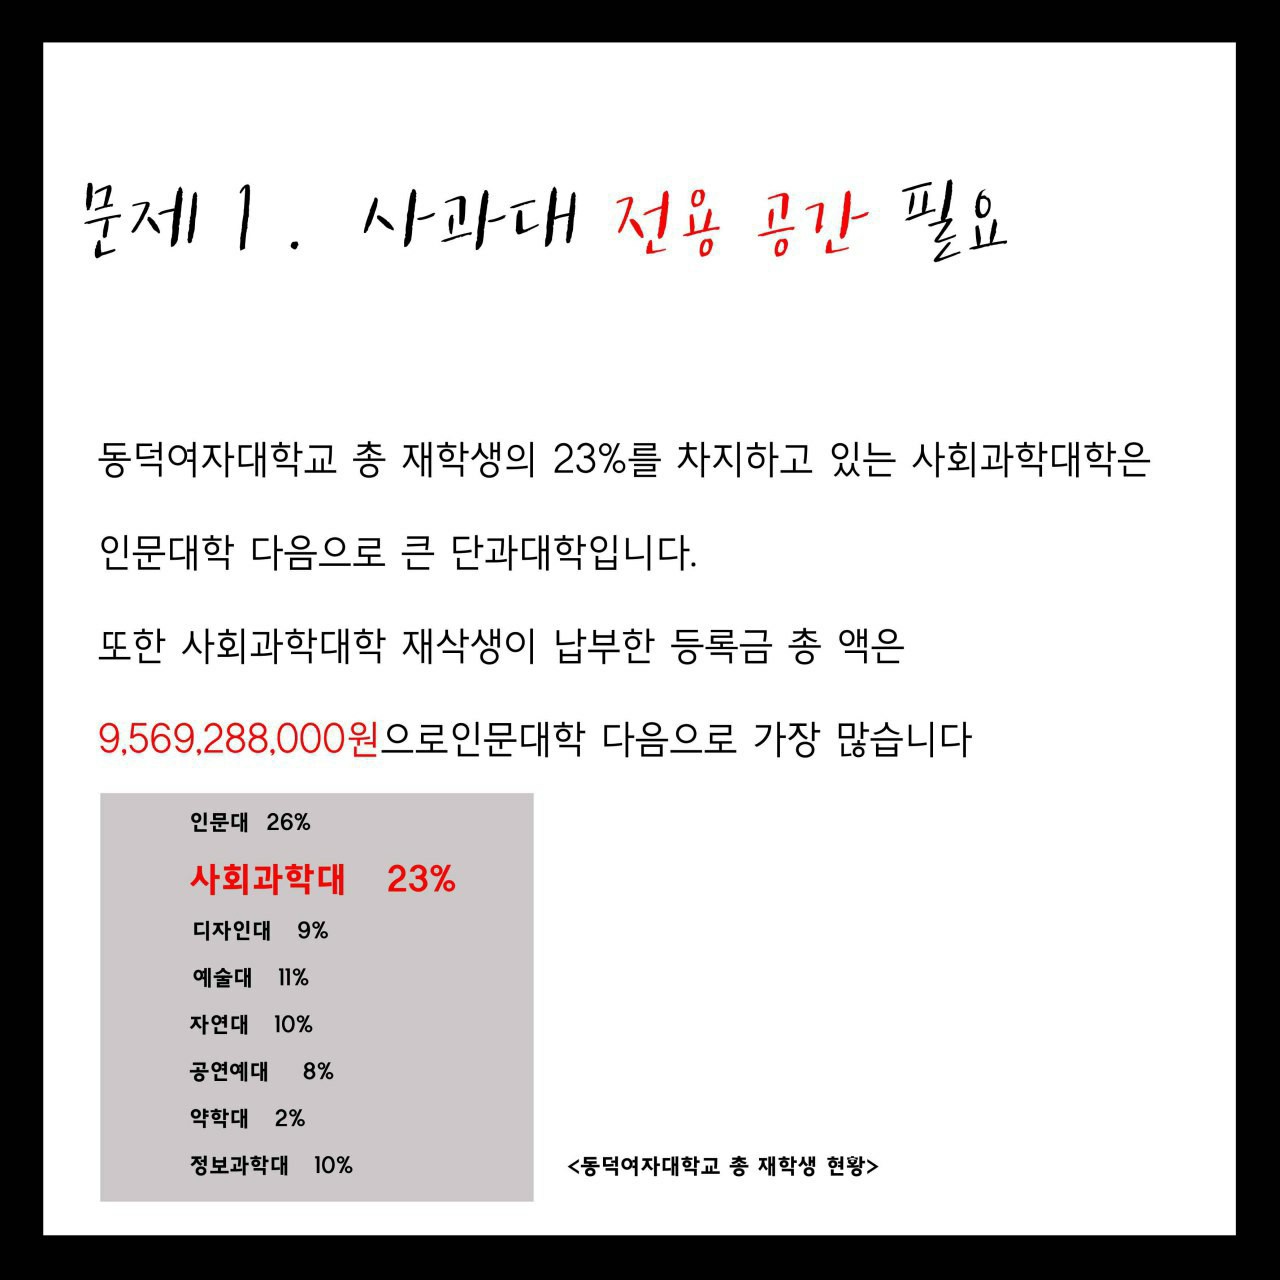 문제 1. 사과대 전용 공간 필요
동덕여자대학교 총 재학생의 23%를 차지하고 있는 사회과학대학은
인문대학 다음으로 큰 단과대학입니다.
또한 사회과학대학 재삭생이 납부한 등록금 총 액은
9,569,288,000원으로인문대학 다음으로 가장 많습니다
인문대 26%
사회과학대 23%
디자인대 9%
예술대 11%
자연대 10%
공연예대 8%
약학대 2%
정보과학대 10%
<동덕여자대학교 총 재학생 현황>